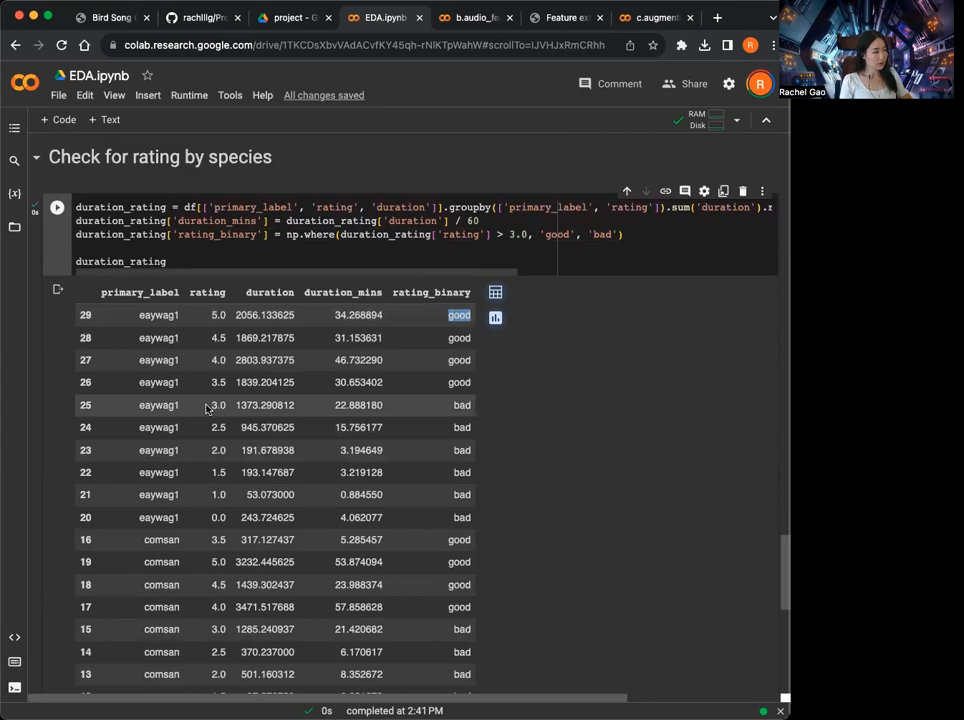 Bird Song C
rachlllg/Pro
project - G
EDA.ipynb
b.audio_fe
Feature ex
c.augment
colab.research.google.com/drive/1TKCDsXbvVADACvfKY45qh-rNIKTpWahW#scrollTo=IJVHJxRmCRhh
R
Rachel Gao
EDA.ipynb
File Edit View Insert Runtime Tools Help All changes saved
Comment Share R
+ Code + Text
RAM
Disk
Check for rating by species
0s
duration_rating = df[['primary_label', 'rating', 'duration']].groupby(['primary_label', 'rating']).sum('duration').r
duration_rating['duration_mins'] = duration_rating['duration'] / 60
duration_rating['rating_binary'] = np.where(duration_rating['rating'] > 3.0, 'good', 'bad')
duration_rating
primary_label rating duration duration_mins rating_binary
29 eaywag1 5.0 2056.133625 34.268894 good
28 eaywag1 4.5 1869.217875 31.153631 good
27 eaywag1 4.0 2803.937375 46.732290 good
26 eaywag1 3.5 1839.204125 30.653402 good
25 eaywag1 3.0 1373.290812 22.888180 bad
24 eaywag1 2.5 945.370625 15.756177 bad
23 eaywag1 2.0 191.678938 3.194649 bad
22 eaywag1 1.5 193.147687 3.219128 bad
21 eaywag1 1.0 53.073000 0.884550 bad
20 eaywag1 0.0 243.724625 4.062077 bad
16 comsan 3.5 317.127437 5.285457 good
19 comsan 5.0 3232.445625 53.874094 good
18 comsan 4.5 1439.302437 23.988374 good
17 comsan 4.0 3471.517688 57.858628 good
15 comsan 3.0 1285.240937 21.420682 bad
14 comsan 2.5 370.237000 6.170617 bad
13 comsan 2.0 501.160312 8.352672 bad
0s completed at 2:41 PM